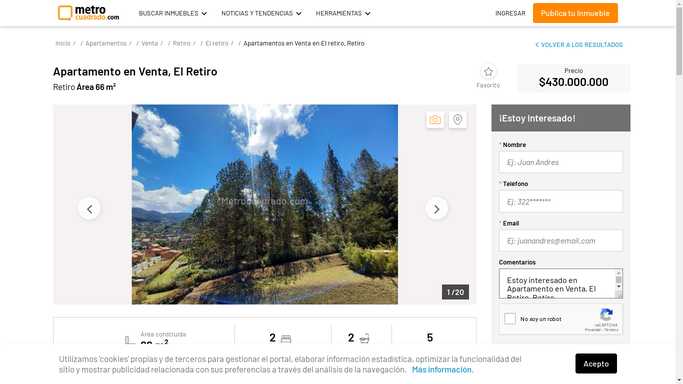 metro
cuadrado.com
BUSCAR INMUEBLES
NOTICIAS Y TENDENCIAS
HERRAMIENTAS
INGRESAR
Publica tu Inmueble
Inicio / / Apartamentos / / Venta / / Retiro / / El retiro / / Apartamentos en Venta en El retiro, Retiro
< VOLVER A LOS RESULTADOS
Apartamento en Venta, El Retiro
Retiro Área 66 m²
Favorito
Precio
$430.000.000
Metrocuadrado.com
1 / 20
¡Estoy Interesado!
* Nombre
Ej: Juan Andres
* Telefono
Ej: 322*******
* Email
Ej: juanandres@email.com
Comentarios
Estoy interesado en
Apartamento en Venta, El
Retiro, Retiro
No soy un robot
reCAPTCHA
Privacidad - Términos
Área construida
2
2
5
Utilizamos 'cookies' propias y de terceros para gestionar el portal, elaborar información estadística, optimizar la funcionalidad del
sitio y mostrar publicidad relacionada con sus preferencias a través del análisis de la navegación. Más información.
Acepto